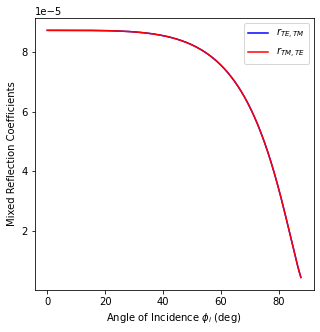 1e−5
r_{TE, TM}
r_{TM, TE}
8
6
4
2
Mixed Reflection Coefficients
0 20 40 60 80
Angle of Incidence ϕ_i (deg)